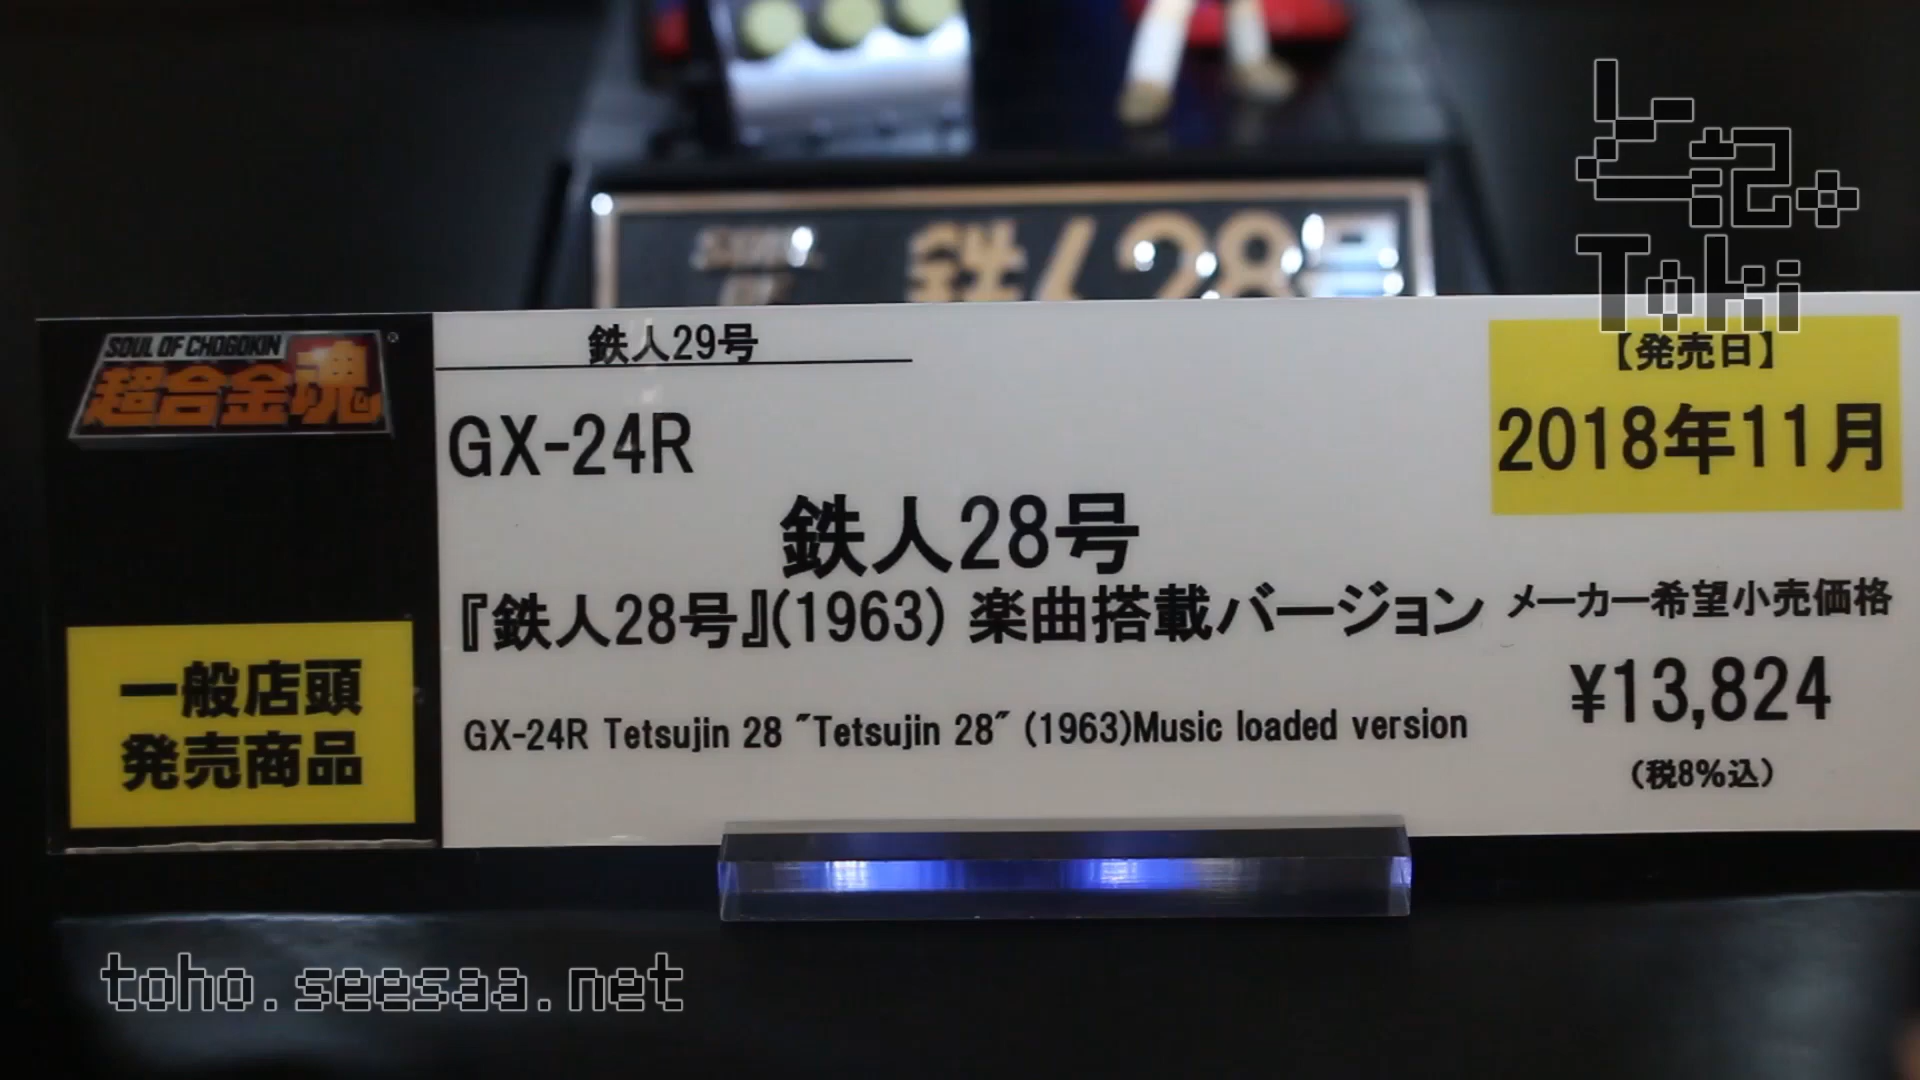 と記。
Toki
SOUL OF
鉄人28号
SOUL OF CHOGOKIN
超合金魂
鉄人29号
GX-24R
鉄人28号
『鉄人28号』(1963) 楽曲搭載バージョン
GX-24R Tetsujin 28 "Tetsujin 28" (1963)Music loaded version
【発売日】
2018年11月
メーカー希望小売価格
¥13,824
(税8%込)
一般店頭
発売商品
toho.seesaa.net